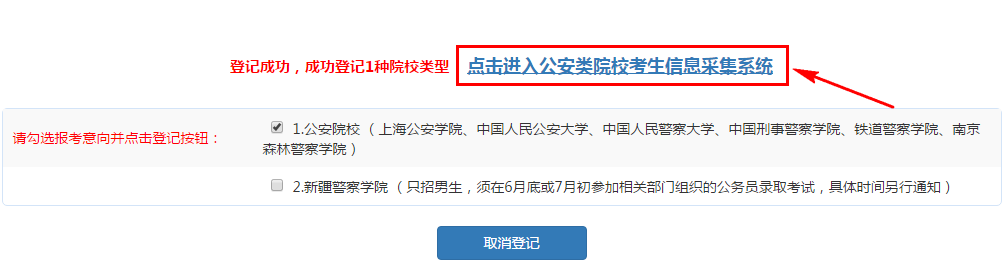 登记成功，成功登记1种院校类型 点击进入公安类院校考生信息采集系统
请勾选报考意向并点击登记按钮：
1.公安院校（上海公安学院、中国人民公安大学、中国人民警察大学、中国刑事警察学院、铁道警察学院、南京
森林警察学院）
2.新疆警察学院（只招男生，须在6月底或7月初参加相关部门组织的公务员录取考试，具体时间另行通知）
取消登记